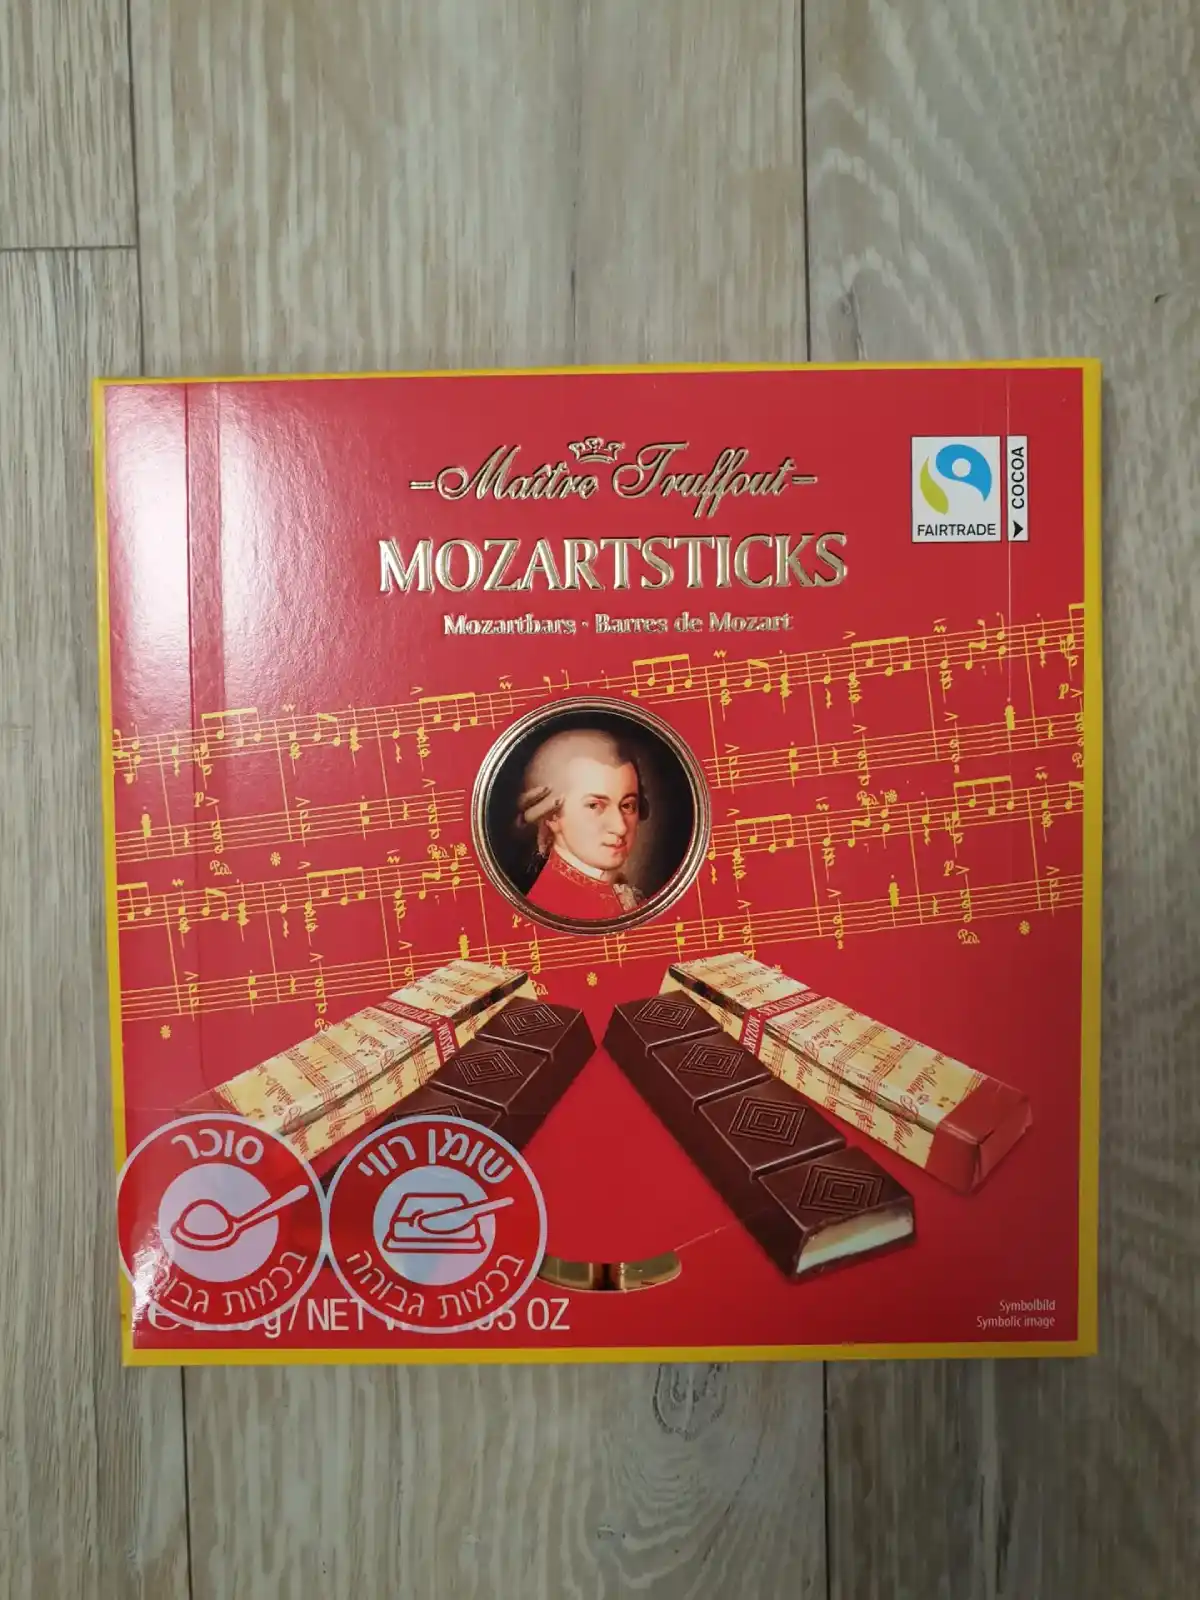 Maître Truffout
MOZARTSTICKS
Mozartbars · Barres de Mozart
FAIRTRADE
COCOA
סוכר
בכמות
שומן רווי
בכמות גבוהה
g / NET
OZ
Symbolbild
Symbolic image